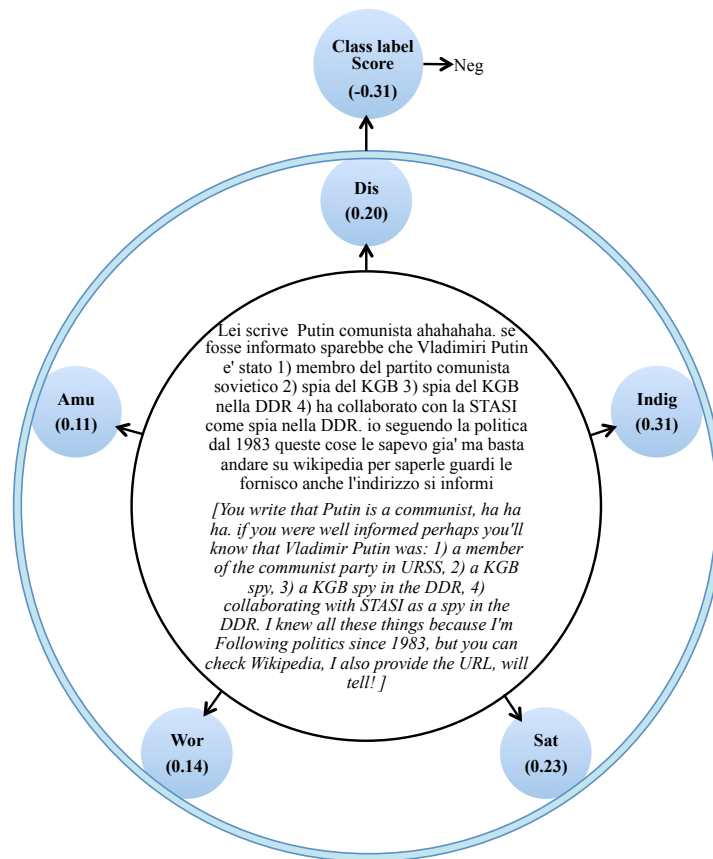 Class label
Score
(-0.31)
Neg
Dis
(0.20)
Lei scrive Putin comunista ahahahaha. se
fosse informato sparebbe che Vladimiri Putin
e' stato 1) membro del partito comunista
sovietico 2) spia del KGB 3) spia del KGB
nella DDR 4) ha collaborato con la STASI
come spia nella DDR. io seguendo la politica
dal 1983 queste cose le sapevo gia' ma basta
andare su wikipedia per saperle guardi le
fornisco anche l'indirizzo si informi
[You write that Putin is a communist, ha ha
ha. if you were well informed perhaps you'll
know that Vladimir Putin was: 1) a member
of the communist party in URSS, 2) a KGB
spy, 3) a KGB spy in the DDR, 4)
collaborating with STASI as a spy in the
DDR. I knew all these things because I'm
Following politics since 1983, but you can
check Wikipedia, I also provide the URL, will
tell! ]
Amu
(0.11)
Indig
(0.31)
Wor
(0.14)
Sat
(0.23)